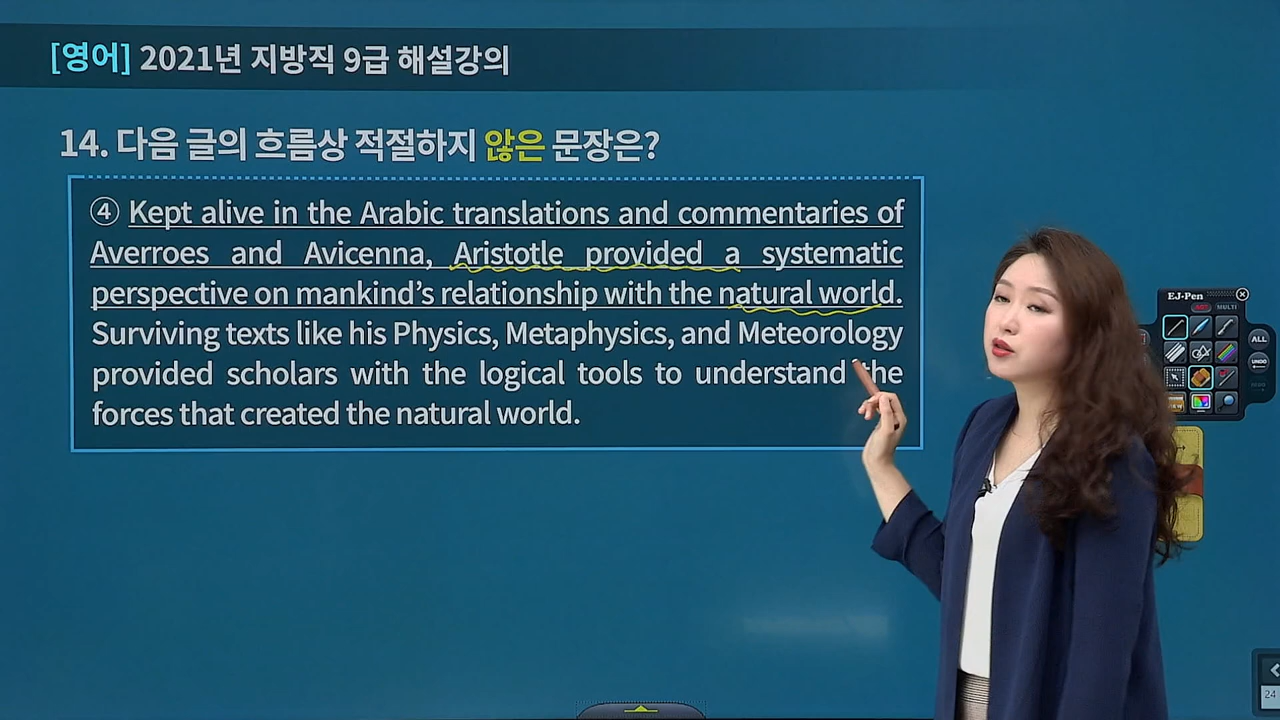 [영어] 2021년 지방직 9급 해설강의
14. 다음 글의 흐름상 적절하지 않은 문장은?
④ Kept alive in the Arabic translations and commentaries of
Averroes and Avicenna, Aristotle provided a systematic
perspective on mankind’s relationship with the natural world.
Surviving texts like his Physics, Metaphysics, and Meteorology
provided scholars with the logical tools to understand the
forces that created the natural world.
EJ-Pen
MULTI
ALL
UNDO
24